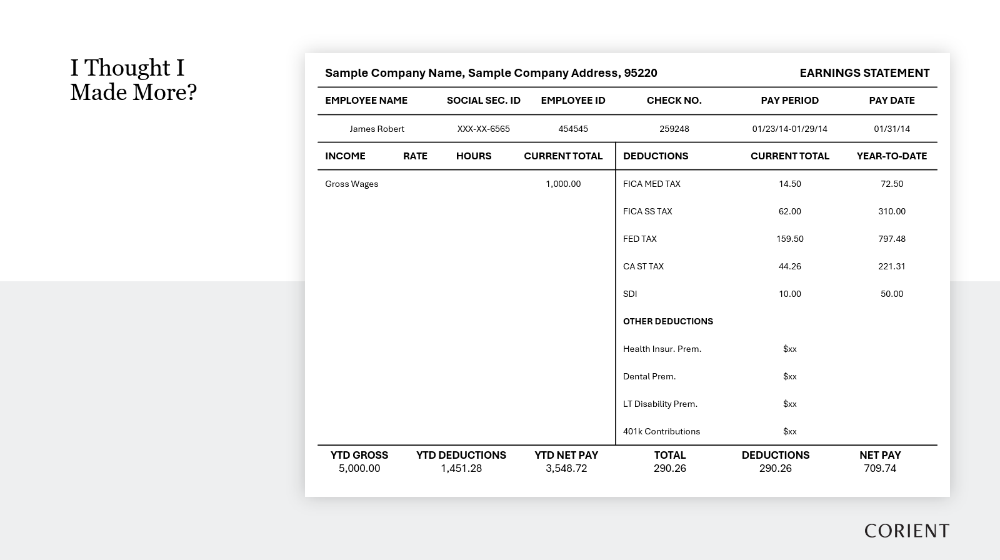 I Thought I
Made More?
Sample Company Name, Sample Company Address, 95220 EARNINGS STATEMENT
EMPLOYEE NAME SOCIAL SEC. ID EMPLOYEE ID CHECK NO. PAY PERIOD PAY DATE
James Robert XXX-XX-6565 454545 259248 01/23/14-01/29/14 01/31/14
INCOME RATE HOURS CURRENT TOTAL DEDUCTIONS CURRENT TOTAL YEAR-TO-DATE
Gross Wages 1,000.00 FICA MED TAX 14.50 72.50
FICA SS TAX 62.00 310.00
FED TAX 159.50 797.48
CA ST TAX 44.26 221.31
SDI 10.00 50.00
OTHER DEDUCTIONS
Health Insur. Prem. $xx
Dental Prem. $xx
LT Disability Prem. $xx
401k Contributions $xx
YTD GROSS YTD DEDUCTIONS YTD NET PAY TOTAL DEDUCTIONS NET PAY
5,000.00 1,451.28 3,548.72 290.26 290.26 709.74
CORIENT